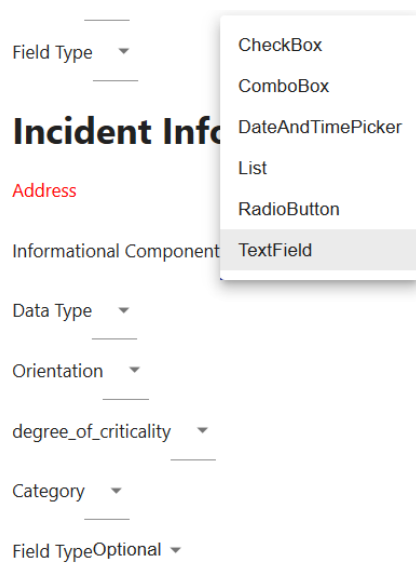 Field Type
CheckBox
ComboBox
Incident Info
DateAndTimePicker
List
Address
RadioButton
Informational Component
TextField
Data Type
Orientation
degree_of_criticality
Category
Field TypeOptional